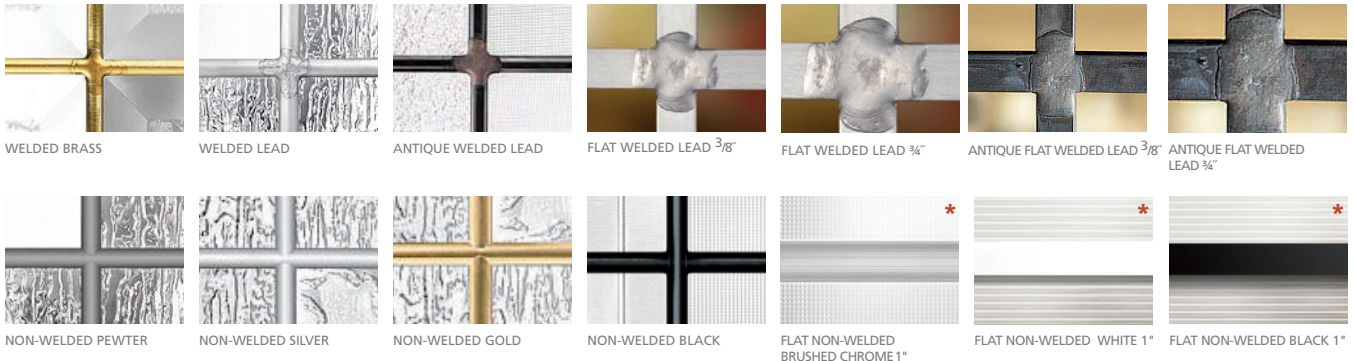 WELDED BRASS
WELDED LEAD
ANTIQUE WELDED LEAD
FLAT WELDED LEAD 3/8˝
FLAT WELDED LEAD ¾˝
ANTIQUE FLAT WELDED LEAD 3/8˝
ANTIQUE FLAT WELDED
LEAD ¾˝
*
*
*
NON-WELDED PEWTER
NON-WELDED SILVER
NON-WELDED GOLD
NON-WELDED BLACK
FLAT NON-WELDED
BRUSHED CHROME 1"
FLAT NON-WELDED WHITE 1"
FLAT NON-WELDED BLACK 1"